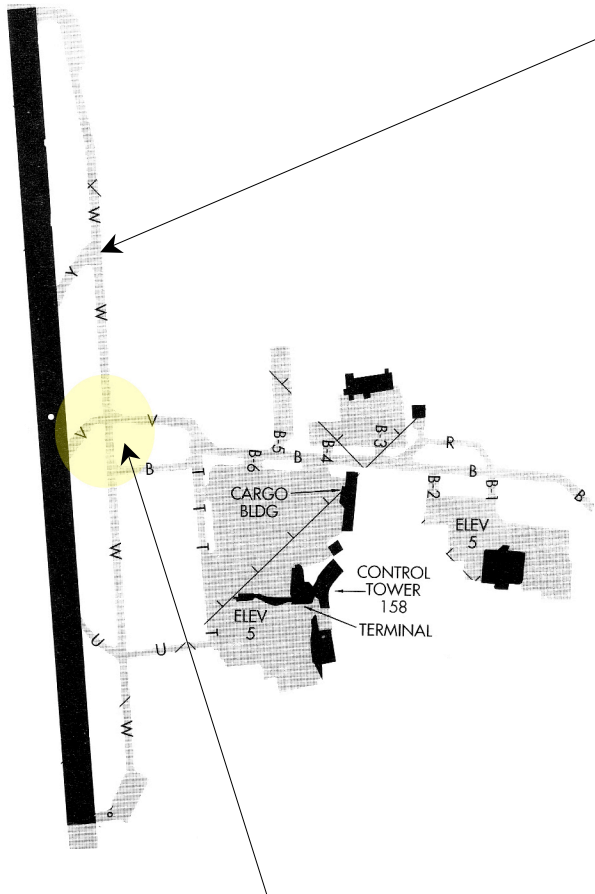 W
Y
W
V
V
B
B-5
B-6
B
B-4
B-3
R
B
B-2
B-1
B
T
T
T
CARGO
BLDG
ELEV
5
W
CONTROL
TOWER
158
TERMINAL
ELEV
5
T
U
U
W